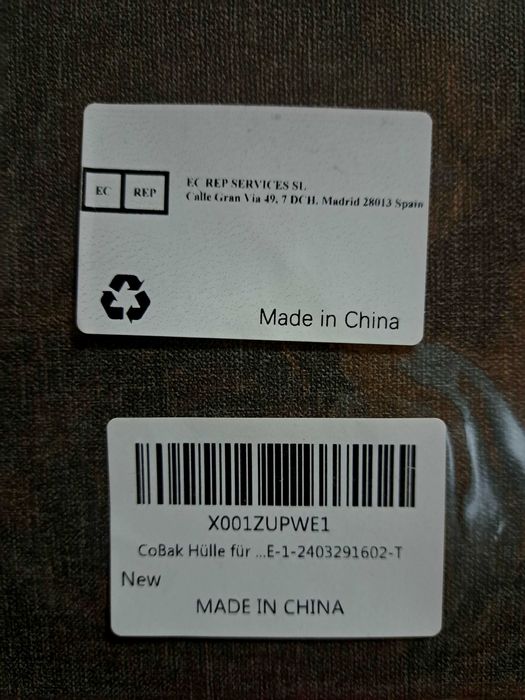 EC REP
EC REP SERVICES SL
Calle Gran Via 49, 7 DCH, Madrid 28013 Spain
Made in China
X001ZUPWE1
CoBak Hülle für ...E-1-2403291602-T
New
MADE IN CHINA